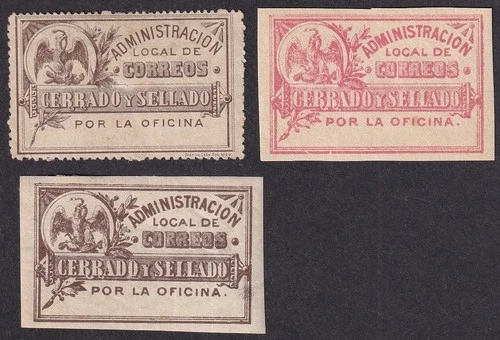 ADMINISTRACION
LOCAL DE
CORREOS
CERRADO Y SELLADO
POR LA OFICINA.
ADMINISTRACION
LOCAL DE
CORREOS
CERRADO Y SELLADO
POR LA OFICINA.
ADMINISTRACION
LOCAL DE
CORREOS
CERRADO Y SELLADO
POR LA OFICINA.